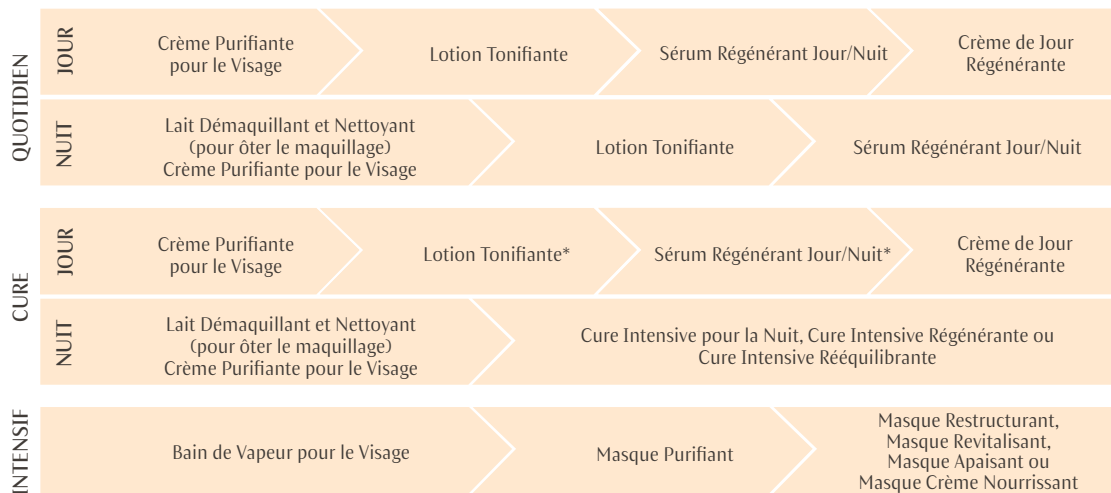 QUOTIDIEN
JOUR
Crème Purifiante
pour le Visage
Lotion Tonifiante
Sérum Régénérant Jour/Nuit
Crème de Jour
Régénérante
NUIT
Lait Démaquillant et Nettoyant
(pour ôter le maquillage)
Crème Purifiante pour le Visage
Lotion Tonifiante
Sérum Régénérant Jour/Nuit
CURE
JOUR
Crème Purifiante
pour le Visage
Lotion Tonifiante*
Sérum Régénérant Jour/Nuit*
Crème de Jour
Régénérante
NUIT
Lait Démaquillant et Nettoyant
(pour ôter le maquillage)
Crème Purifiante pour le Visage
Cure Intensive pour la Nuit, Cure Intensive Régénérante ou
Cure Intensive Rééquilibrante
INTENSIF
Bain de Vapeur pour le Visage
Masque Purifiant
Masque Restructurant,
Masque Revitalisant,
Masque Apaisant ou
Masque Crème Nourrissant